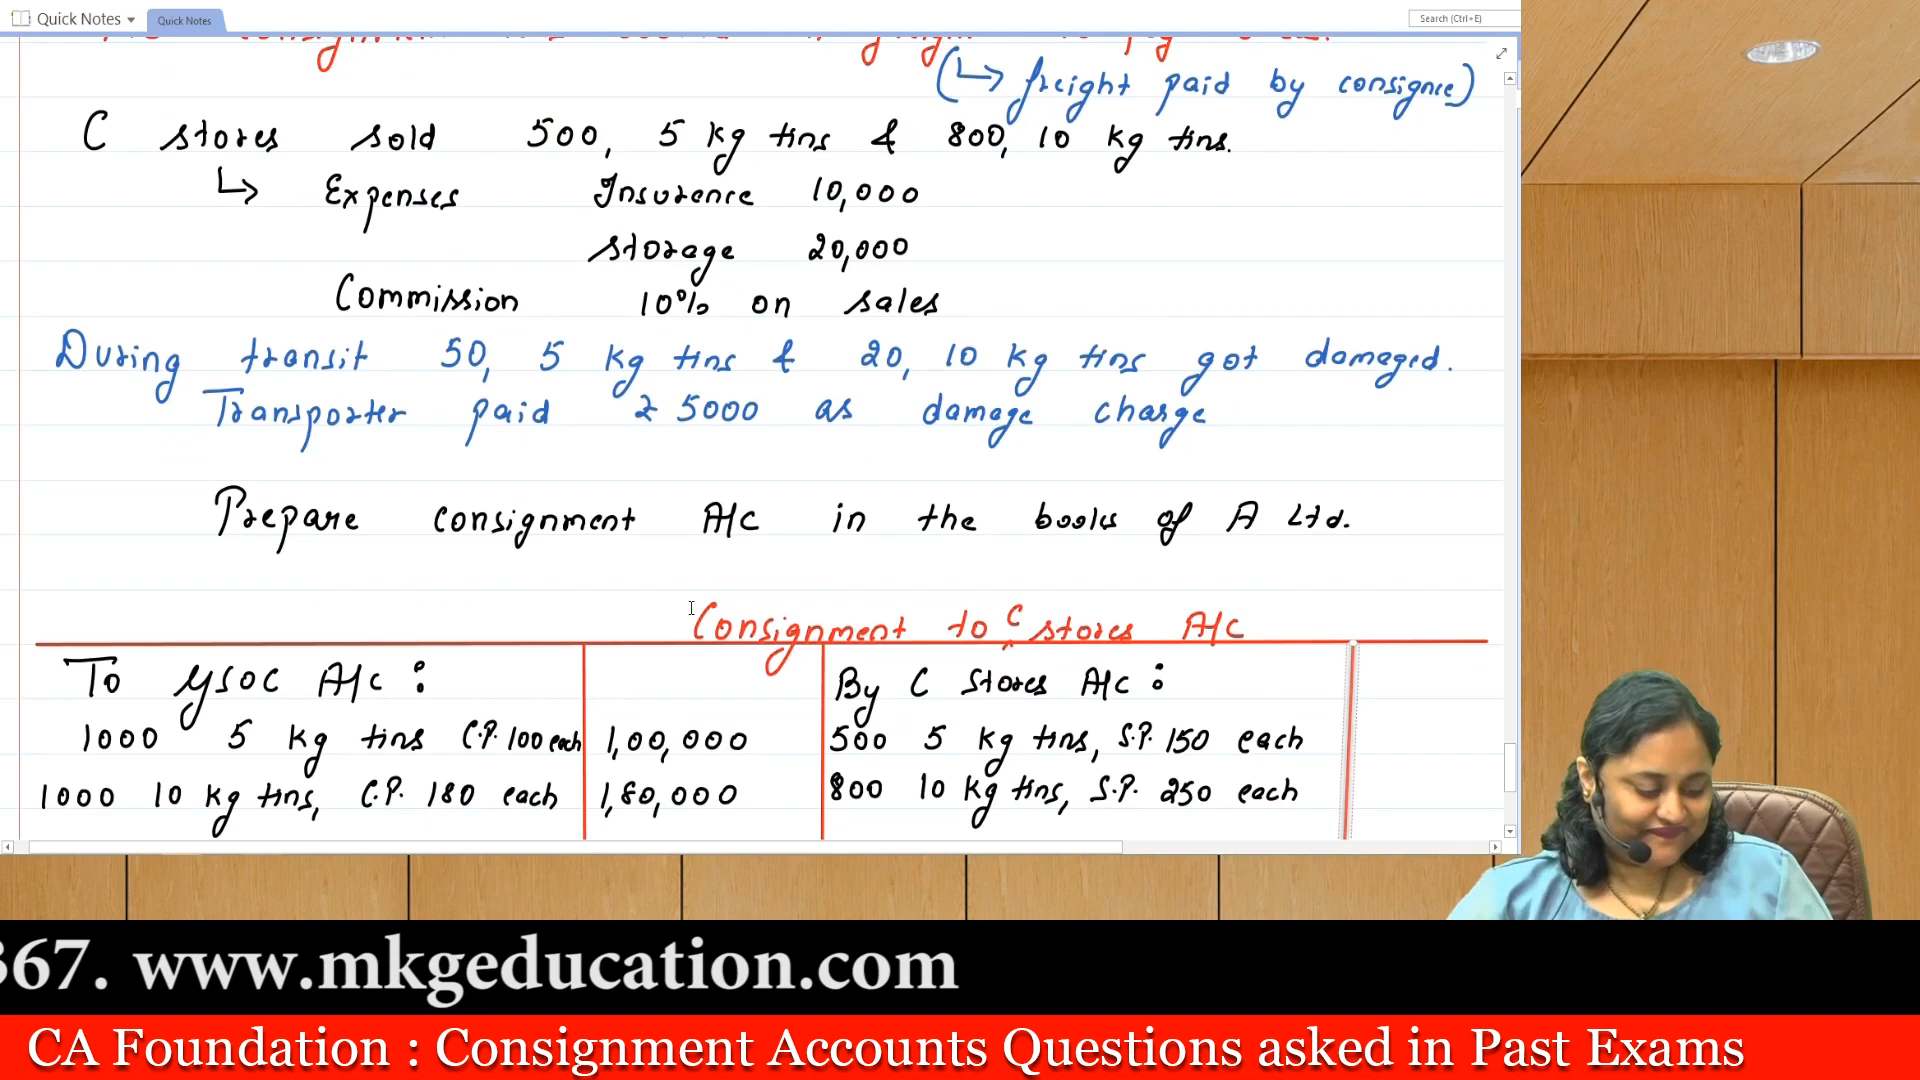 Quick Notes
Quick Notes
Search (Ctrl+E)
(↳ freight paid by consignee)
C stores sold 500, 5 kg tins & 800, 10 kg tins.
↳ Expenses Insurance 10,000
storage 20,000
Commission 10% on sales
During transit 50, 5 kg tins & 20, 10 kg tins got damaged.
Transporter paid ₹ 5000 as damage charge
Prepare consignment A/c in the books of A Ltd.
Consignment to C stores A/c
To GSOC A/c : By C Stores A/c :
1000 5 kg tins C.P. 100 each 1,00,000 500 5 kg tins, S.P. 150 each
1000 10 kg tins, C.P. 180 each 1,80,000 800 10 kg tins, S.P. 250 each
367. www.mkgeducation.com
CA Foundation : Consignment Accounts Questions asked in Past Exams